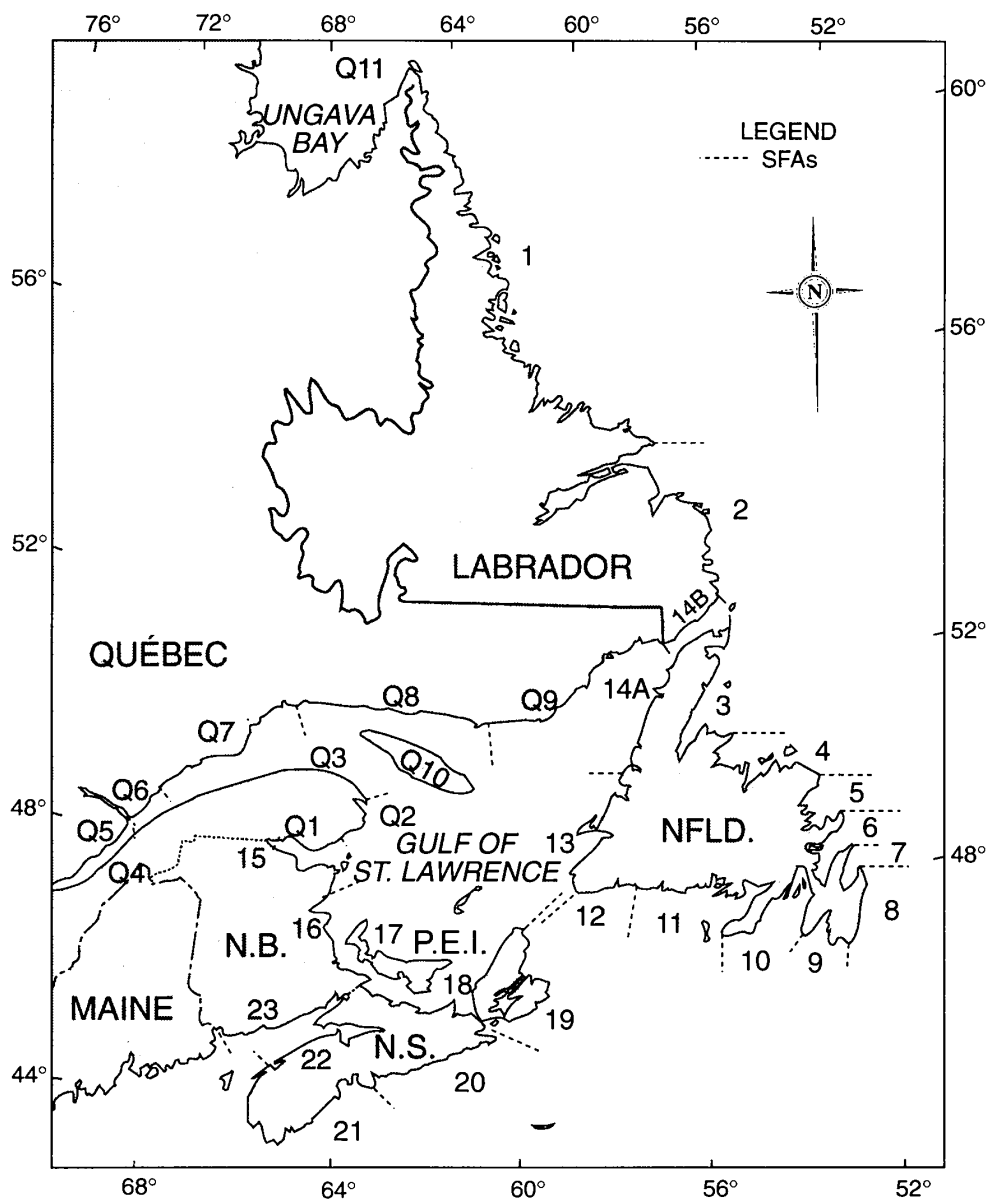 76° 72° 68° 64° 60° 56° 52°
Q11
60°
UNGAVA
BAY
LEGEND
SFAs
1
N
56°
56°
2
52°
LABRADOR
14B
52°
QUÉBEC
14A
Q8
Q9
3
Q7
Q3
4
Q10
Q6
5
48°
Q2
Q5
Q1
GULF OF
ST. LAWRENCE
13
NFLD.
6
15
7
48°
Q4
12
11
8
16
17
P.E.I.
N.B.
10
9
18
MAINE
23
19
N.S.
22
44°
20
21
68° 64° 60° 56° 52°